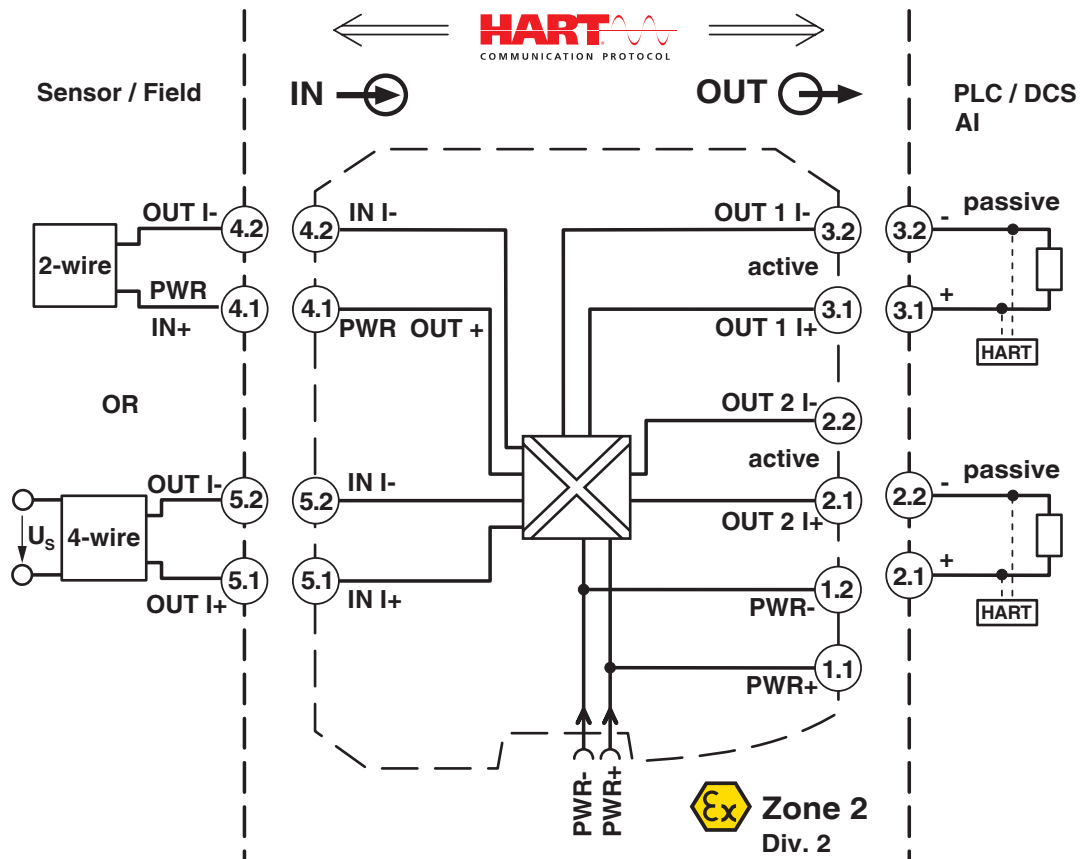 HART
COMMUNICATION PROTOCOL
Sensor / Field
IN
OUT
PLC / DCS
AI
OUT I-
4.2
4.2
IN I-
OUT 1 I-
3.2
3.2
-
passive
2-wire
active
PWR
4.1
IN+
4.1
PWR OUT +
3.1
OUT 1 I+
3.1
+
HART
OR
OUT 2 I-
2.2
active
OUT I-
5.2
5.2
IN I-
2.1
OUT 2 I+
2.2
-
passive
US
4-wire
5.1
OUT I+
5.1
IN I+
1.2
PWR-
2.1
+
HART
1.1
PWR+
PWR-
PWR+
Ex
Zone 2
Div. 2